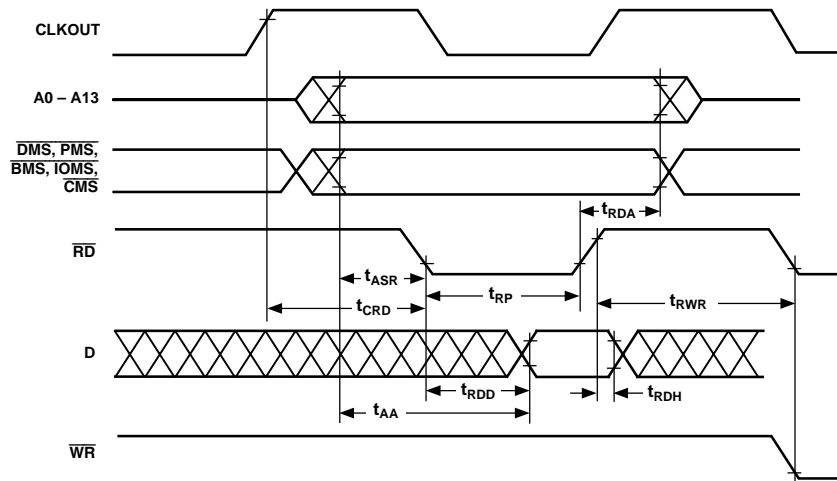 CLKOUT
A0 – A13
DMS, PMS,
BMS, IOMS,
CMS
tRDA
RD
tASR
tRP
tCRD
tRWR
D
tRDD
tRDH
tAA
WR